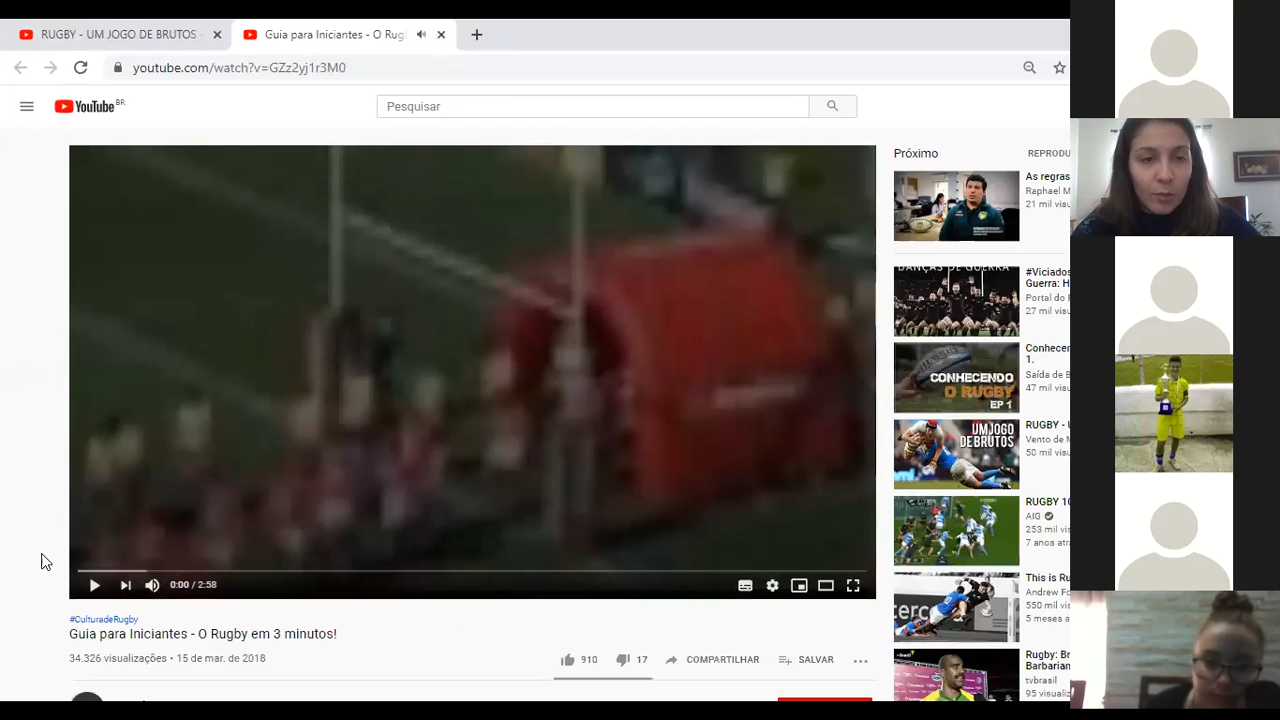 RUGBY - UM JOGO DE BRUTOS -
Guia para Iniciantes - O Rug
youtube.com/watch?v=GZz2yj1r3M0
YouTube BR
Pesquisar
0:00 / 2:58
#CulturadeRugby
Guia para Iniciantes - O Rugby em 3 minutos!
34.326 visualizações • 15 de mar. de 2018
910
17
COMPARTILHAR
SALVAR
Próximo
REPRODU
As regras
Raphael M
21 mil vis
DANÇAS DE GUERRA
#Viciados
Guerra: H
Portal do
27 mil vis
CONHECENDO
O RUGBY
EP 1
Conhecen
1.
Saída de B
47 mil vis
UM JOGO
DE BRUTOS
RUGBY - U
Vento de M
50 mil vis
RUGBY 10
AIG
253 mil vis
7 anos atrá
This is Ru
Andrew Fo
550 mil vis
5 meses a
Rugby: Br
Barbarian
tvbrasil
95 visualiz